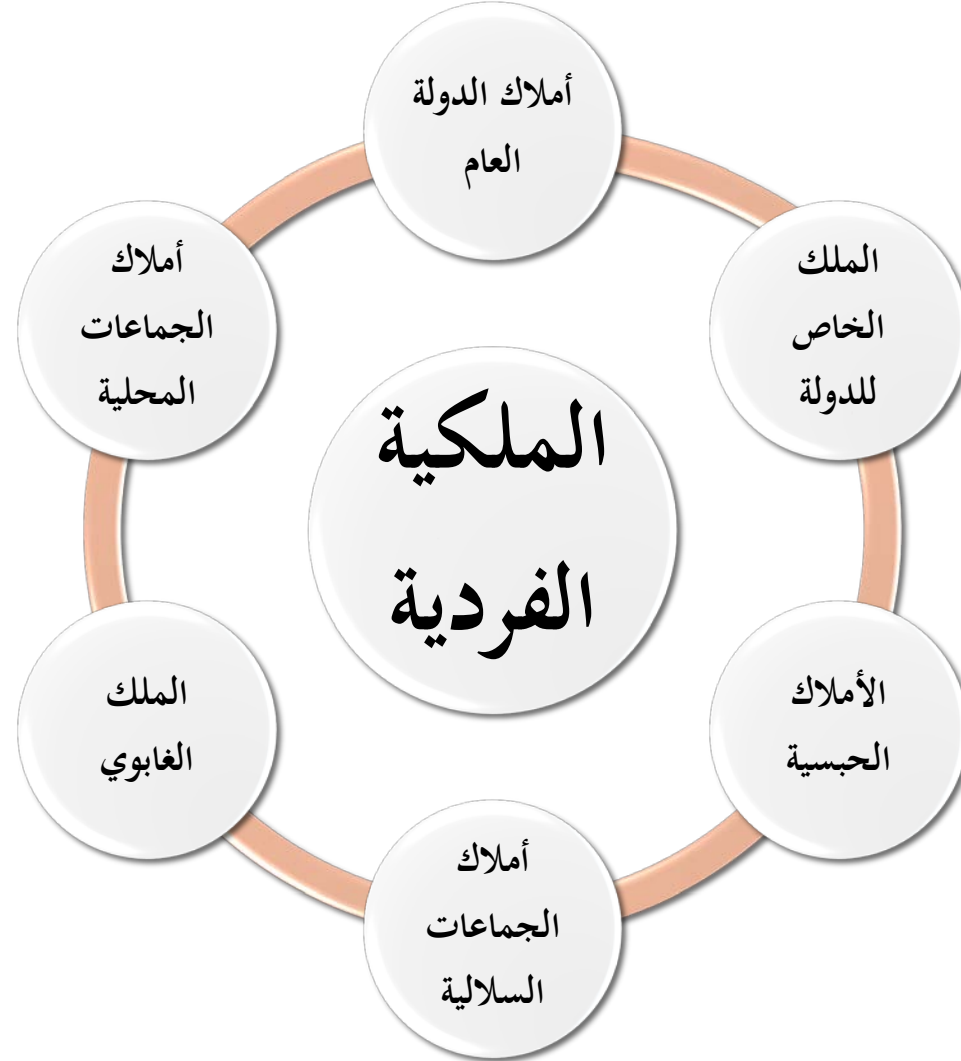 أملاك الدولة
العام
الملك
الخاص
للدولة
الأملاك
الحبسية
أملاك
الجماعات
السلالية
الملك
الغابوي
أملاك
الجماعات
المحلية
الملكية
الفردية